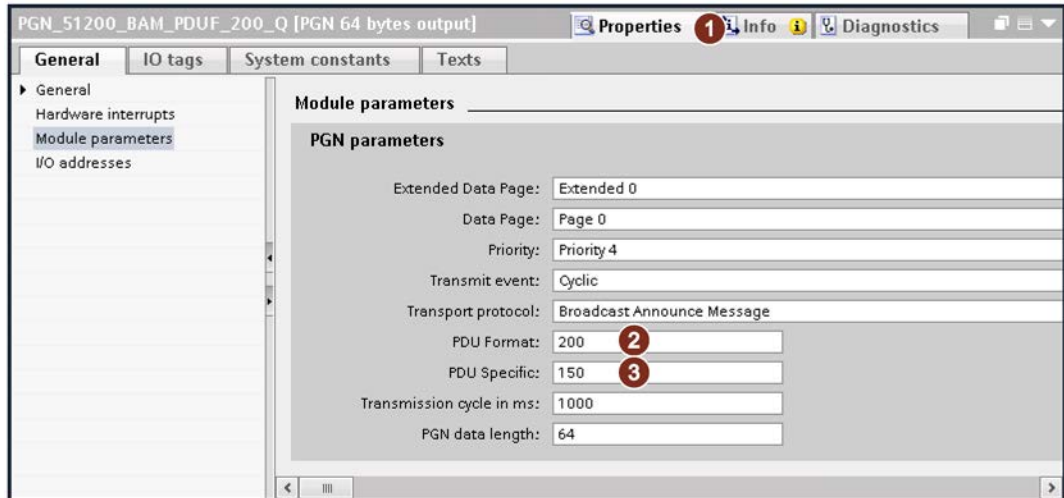 PGN_51200_BAM_PDUF_200_Q [PGN 64 bytes output] Properties 1 Info Diagnostics
General IO tags System constants Texts
General
Hardware interrupts
Module parameters
I/O addresses
Module parameters
PGN parameters
Extended Data Page: Extended 0
Data Page: Page 0
Priority: Priority 4
Transmit event: Cyclic
Transport protocol: Broadcast Announce Message
PDU Format: 200 2
PDU Specific: 150 3
Transmission cycle in ms: 1000
PGN data length: 64